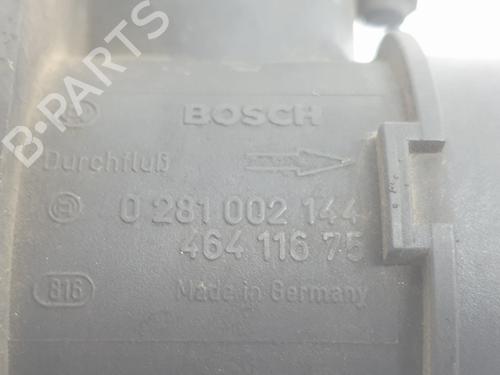 B-PARTS
BOSCH
Durchfluß
0 281 002 144
464 116 75
816
Made in Germany